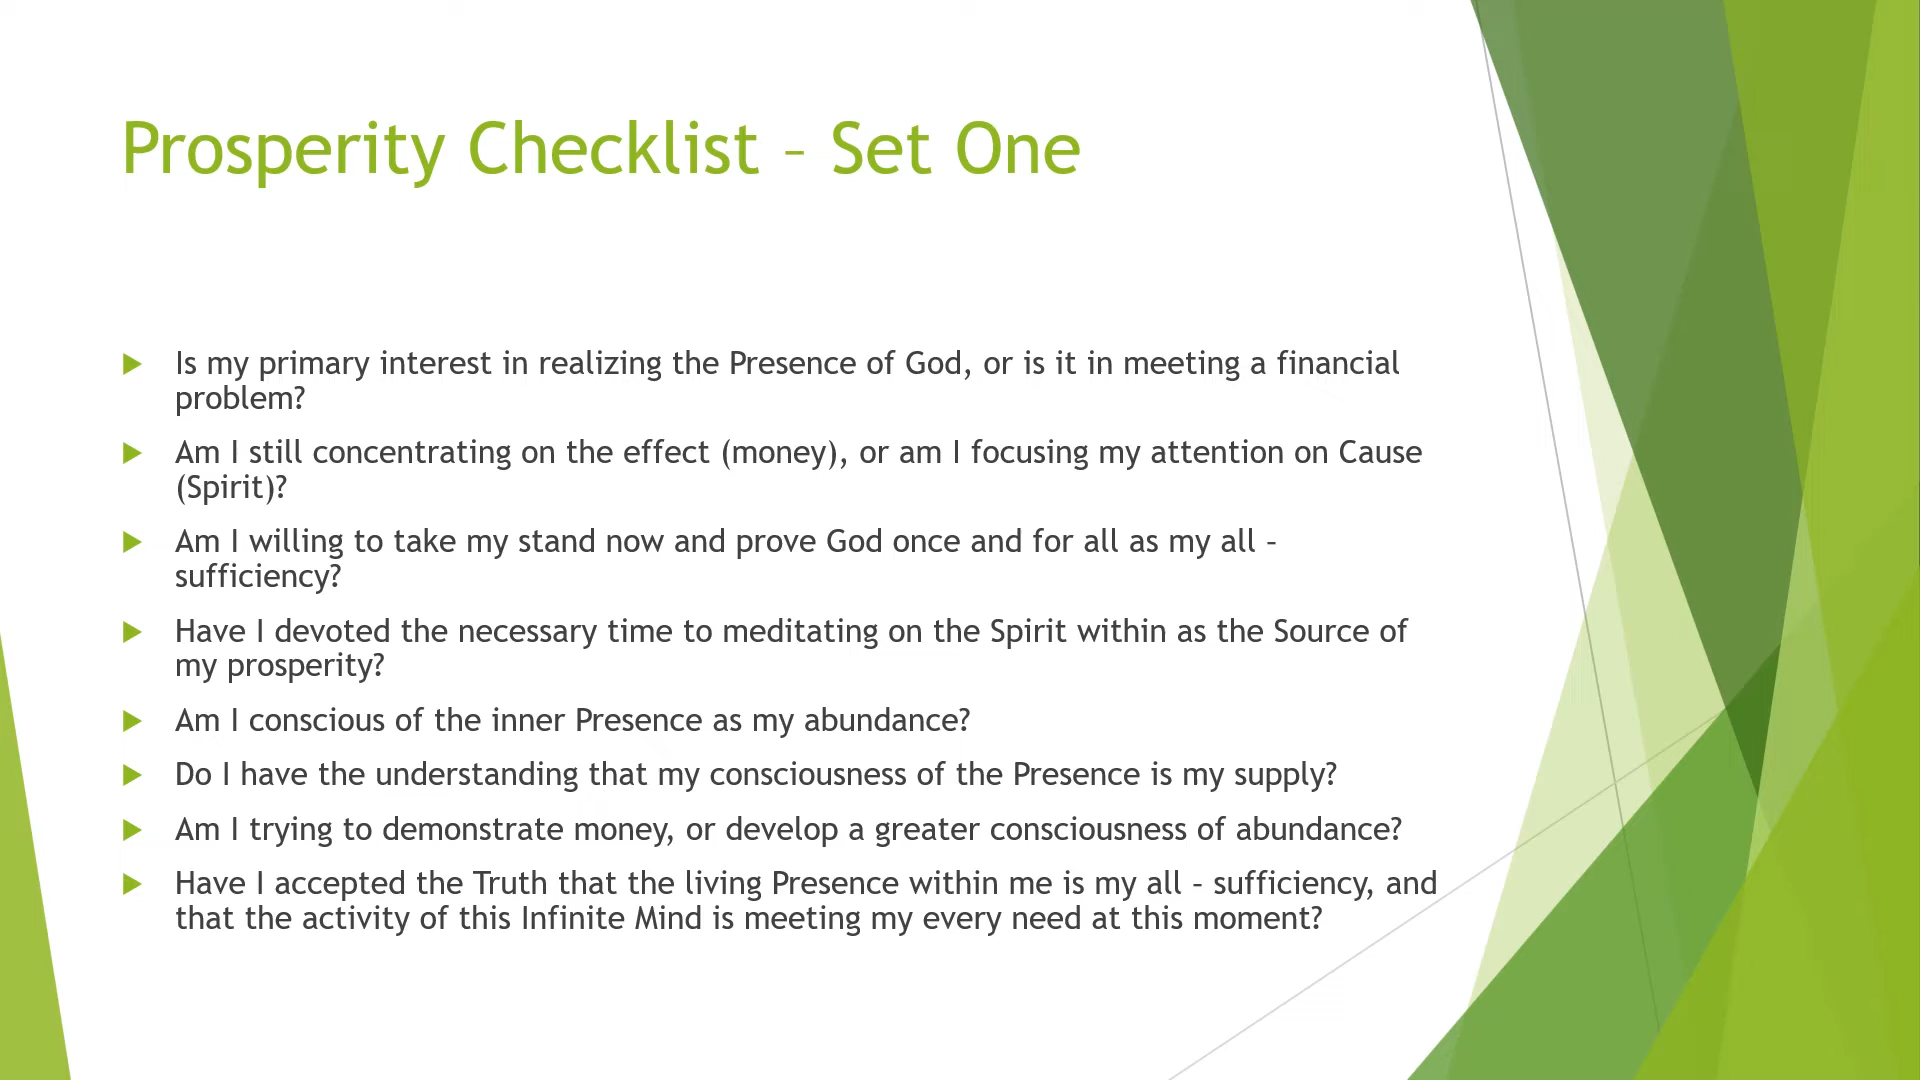 Prosperity Checklist – Set One
Is my primary interest in realizing the Presence of God, or is it in meeting a financial
problem?
Am I still concentrating on the effect (money), or am I focusing my attention on Cause
(Spirit)?
Am I willing to take my stand now and prove God once and for all as my all –
sufficiency?
Have I devoted the necessary time to meditating on the Spirit within as the Source of
my prosperity?
Am I conscious of the inner Presence as my abundance?
Do I have the understanding that my consciousness of the Presence is my supply?
Am I trying to demonstrate money, or develop a greater consciousness of abundance?
Have I accepted the Truth that the living Presence within me is my all – sufficiency, and
that the activity of this Infinite Mind is meeting my every need at this moment?